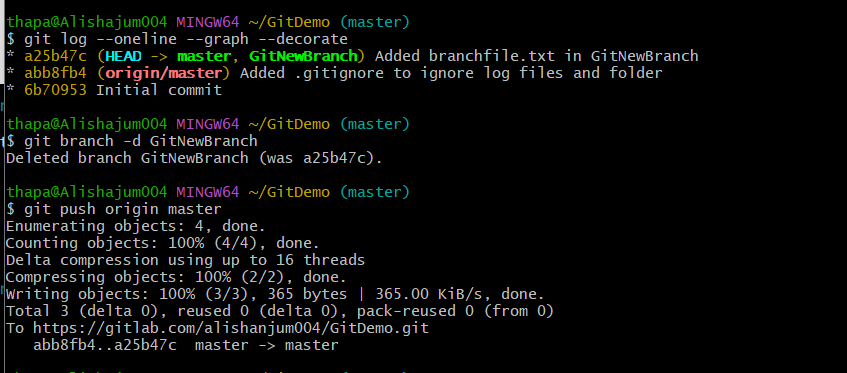 thapa@Alishajum004 MINGW64 ~/GitDemo (master)
$ git log --oneline --graph --decorate
* a25b47c (HEAD -> master, GitNewBranch) Added branchfile.txt in GitNewBranch
* abb8fb4 (origin/master) Added .gitignore to ignore log files and folder
* 6b70953 Initial commit
thapa@Alishajum004 MINGW64 ~/GitDemo (master)
$ git branch -d GitNewBranch
Deleted branch GitNewBranch (was a25b47c).
thapa@Alishajum004 MINGW64 ~/GitDemo (master)
$ git push origin master
Enumerating objects: 4, done.
Counting objects: 100% (4/4), done.
Delta compression using up to 16 threads
Compressing objects: 100% (2/2), done.
Writing objects: 100% (3/3), 365 bytes | 365.00 KiB/s, done.
Total 3 (delta 0), reused 0 (delta 0), pack-reused 0 (from 0)
To https://gitlab.com/alishanjum004/GitDemo.git
   abb8fb4..a25b47c  master -> master